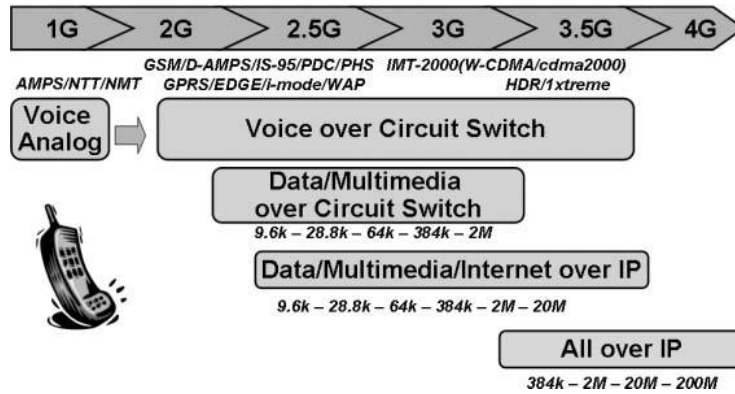 1G 2G 2.5G 3G 3.5G 4G
GSM/D-AMPS/IS-95/PDC/PHS IMT-2000(W-CDMA/cdma2000)
AMPS/NTT/NMT GPRS/EDGE/i-mode/WAP HDR/1xtreme
Voice
Analog
Voice over Circuit Switch
Data/Multimedia
over Circuit Switch
9.6k – 28.8k – 64k – 384k – 2M
Data/Multimedia/Internet over IP
9.6k – 28.8k – 64k – 384k – 2M – 20M
All over IP
384k – 2M – 20M – 200M